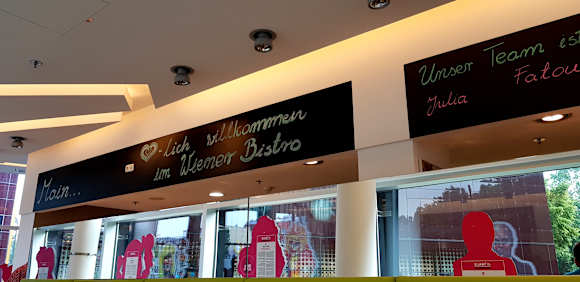 Moin...
♡-lich willkommen
im Wiener Bistro
Unser Team ist
Julia Fatou